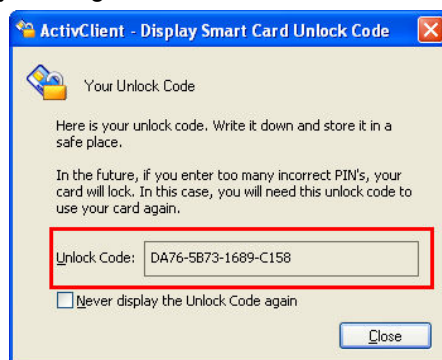 ActivClient - Display Smart Card Unlock Code
Your Unlock Code
Here is your unlock code. Write it down and store it in a
safe place.
In the future, if you enter too many incorrect PIN's, your
card will lock. In this case, you will need this unlock code to
use your card again.
Unlock Code: DA76-5B73-1689-C158
Never display the Unlock Code again
Close